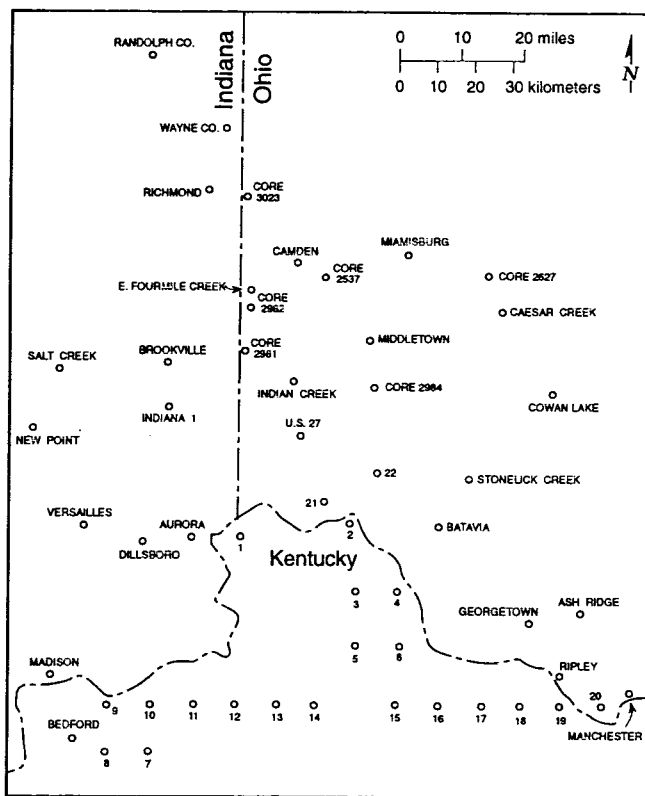 RANDOLPH CO.
Indiana
Ohio
0 10 20 miles
0 10 20 30 kilometers
N
WAYNE CO.
RICHMOND
CORE
3023
MIAMISBURG
CAMDEN
CORE
2537
CORE 2627
E. FOURMILE CREEK
CORE
2962
CAESAR CREEK
MIDDLETOWN
SALT CREEK
BROOKVILLE
CORE
2981
INDIAN CREEK
CORE 2984
COWAN LAKE
INDIANA 1
NEW POINT
U.S. 27
22
STONELICK CREEK
21
VERSAILLES
AURORA
2
BATAVIA
DILLSBORO
1
Kentucky
3
4
ASH RIDGE
GEORGETOWN
5
6
MADISON
RIPLEY
20
9
10
11
12
13
14
15
16
17
18
19
BEDFORD
MANCHESTER
8
7